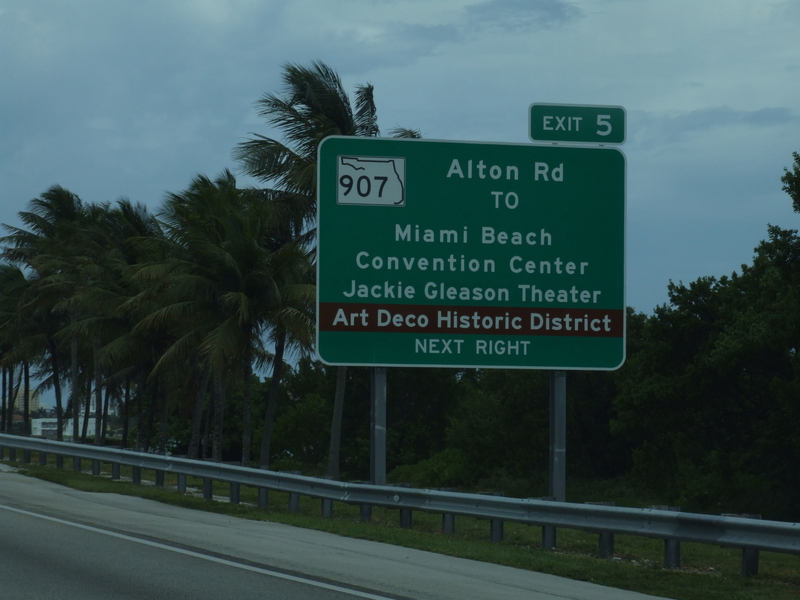 EXIT 5
907
Alton Rd
TO
Miami Beach
Convention Center
Jackie Gleason Theater
Art Deco Historic District
NEXT RIGHT